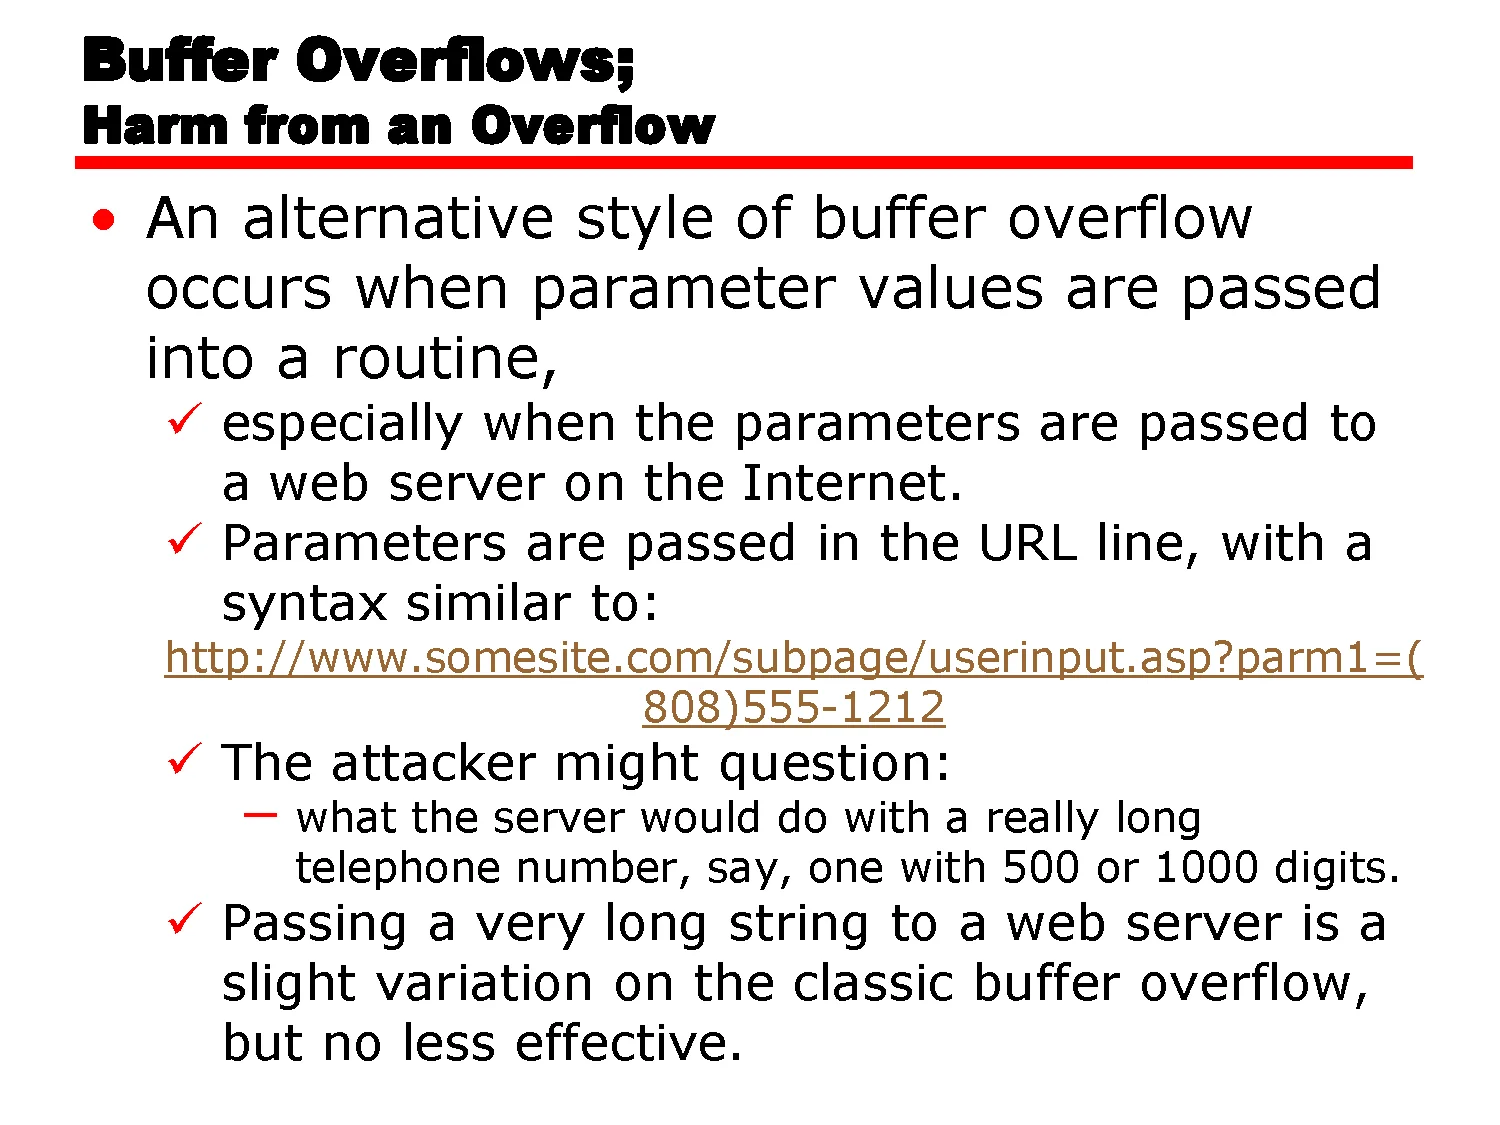 Buffer Overflows;
Harm from an Overflow
• An alternative style of buffer overflow
occurs when parameter values are passed
into a routine,
✓ especially when the parameters are passed to
a web server on the Internet.
✓ Parameters are passed in the URL line, with a
syntax similar to:
http://www.somesite.com/subpage/userinput.asp?parm1=(
808)555-1212
✓ The attacker might question:
– what the server would do with a really long
telephone number, say, one with 500 or 1000 digits.
✓ Passing a very long string to a web server is a
slight variation on the classic buffer overflow,
but no less effective.